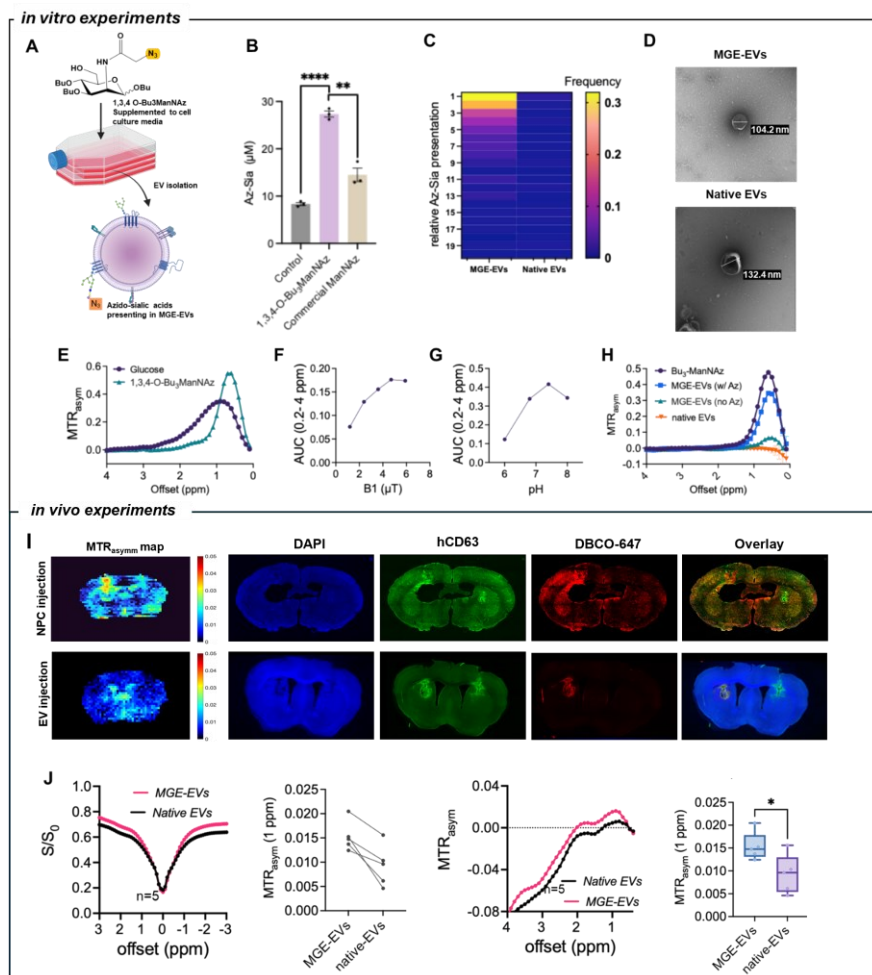 in vitro experiments
A
HO
O
HN
N3
BuO
BuO
O
OBu
1,3,4 O-Bu3ManNAz
Supplemented to cell
culture media
EV isolation
N3
Azido-sialic acids
presenting in MGE-EVs
B
****
**
Az-Sia (µM)
30
20
10
0
Control
1,3,4-O-Bu3ManNAz
Commercial ManNAz
C
Frequency
relative Az-Sia presentation
1
3
5
7
9
11
13
15
17
19
MGE-EVs
Native EVs
0.3
0.2
0.1
0
D
MGE-EVs
104.2 nm
Native EVs
132.4 nm
E
MTRasym
0.6
0.4
0.2
0.0
Glucose
1,3,4-O-Bu3ManNAz
4
3
2
1
0
Offset (ppm)
F
AUC (0.2- 4 ppm)
0.20
0.15
0.10
0.05
0.00
0
2
4
6
8
B1 (µT)
G
AUC (0.2- 4 ppm)
0.5
0.4
0.3
0.2
0.1
0.0
6
7
8
pH
H
MTRasym
0.5
0.4
0.3
0.2
0.1
0.0
-0.1
Bu3-ManNAz
MGE-EVs (w/ Az)
MGE-EVs (no Az)
native EVs
4
3
2
1
0
Offset (ppm)
in vivo experiments
I
MTRasymm map
DAPI
hCD63
DBCO-647
Overlay
NPC injection
0.05
0.04
0.03
0.02
0.01
0
EV injection
0.05
0.04
0.03
0.02
0.01
0
J
S/S0
1.0
0.8
0.6
0.4
0.2
0.0
MGE-EVs
Native EVs
n=5
3
2
1
0
-1
-2
-3
offset (ppm)
MTRasym (1 ppm)
0.025
0.020
0.015
0.010
0.005
0.000
MGE-EVs
native-EVs
MTRasym
0.04
0.00
-0.04
-0.08
n=5
Native EVs
MGE-EVs
4
3
2
1
offset (ppm)
MTRasym (1 ppm)
0.025
0.020
0.015
0.010
0.005
0.000
*
MGE-EVs
native-EVs